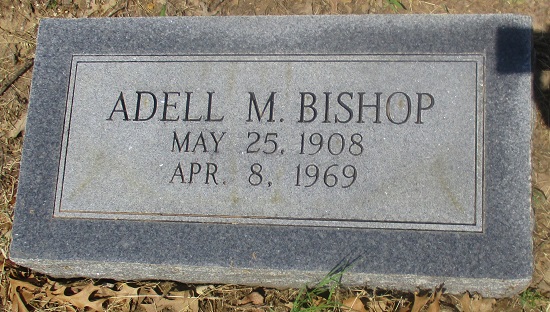 ADELL M. BISHOP
MAY 25, 1908
APR. 8, 1969